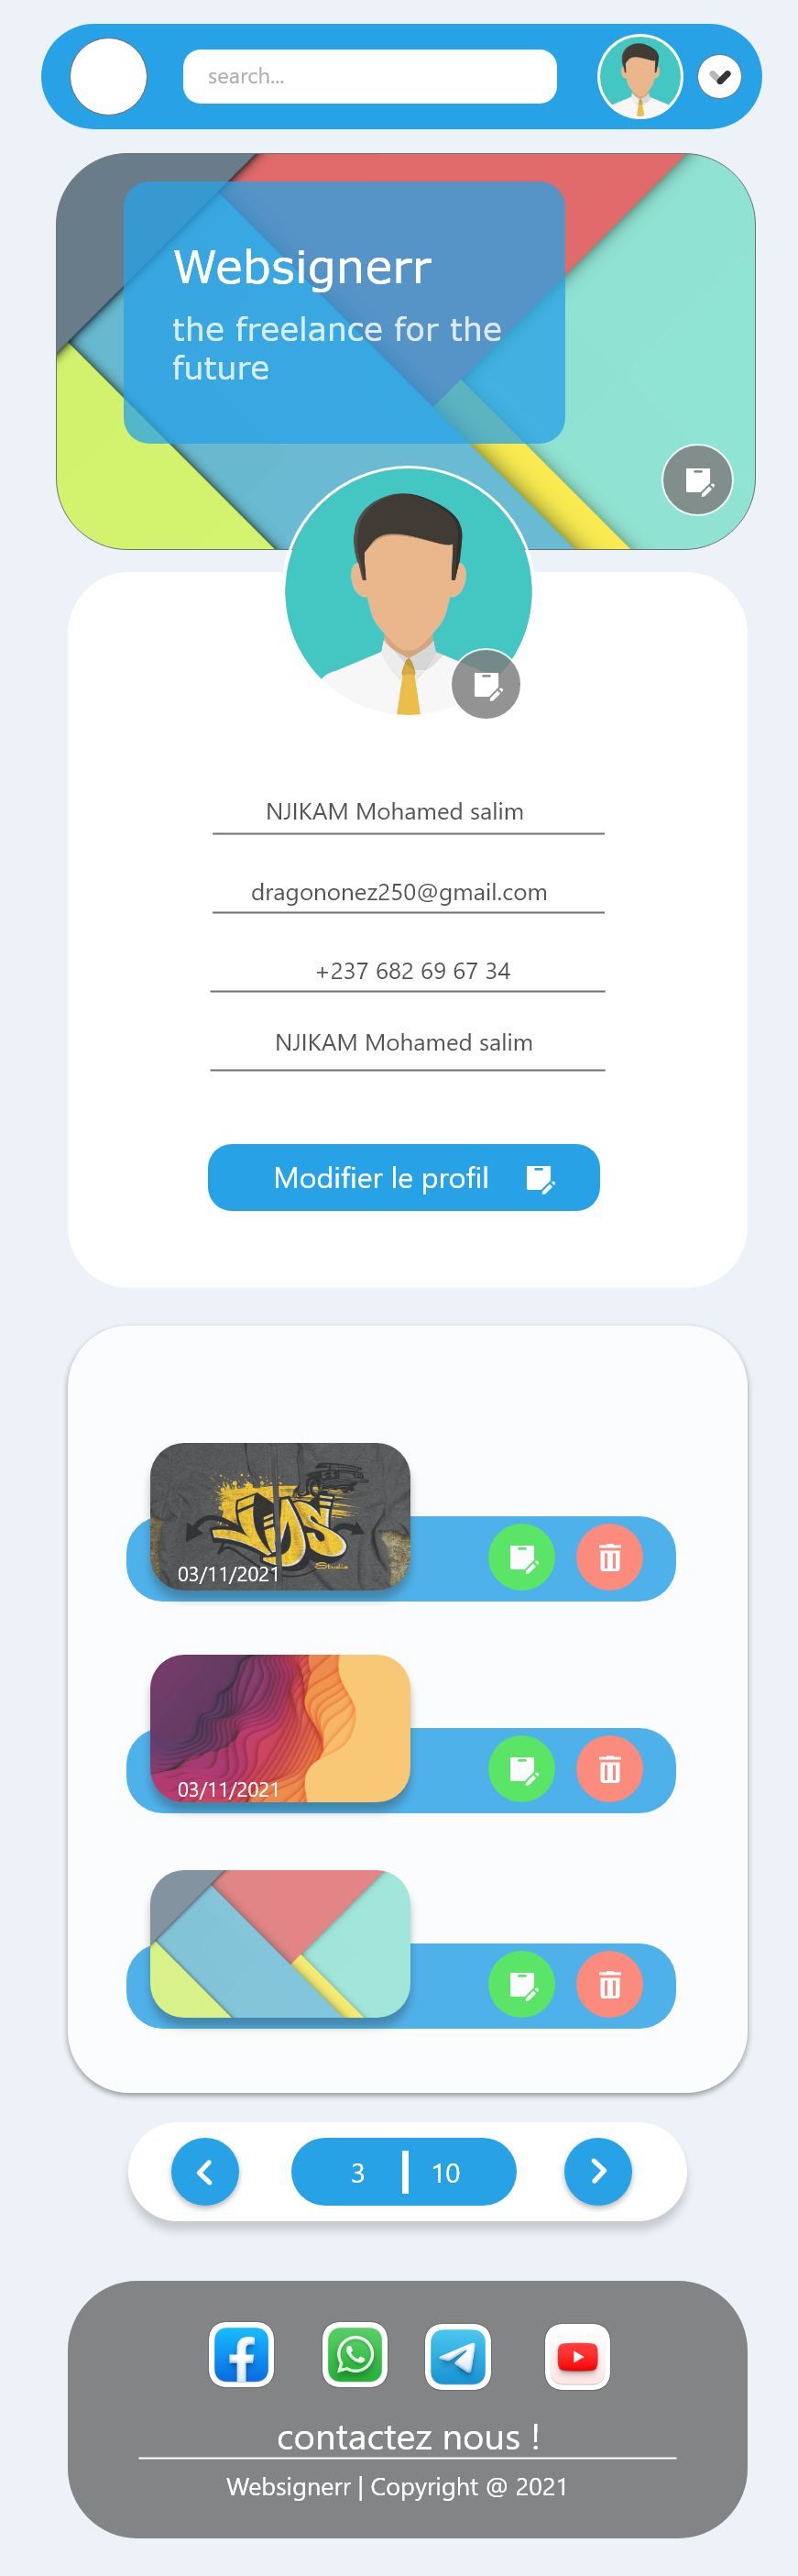 search...
Websignerr
the freelance for the
future
NJIKAM Mohamed salim
dragononez250@gmail.com
+237 682 69 67 34
NJIKAM Mohamed salim
Modifier le profil
Studio
03/11/2021
03/11/2021
3 | 10
contactez nous !
Websignerr | Copyright @ 2021